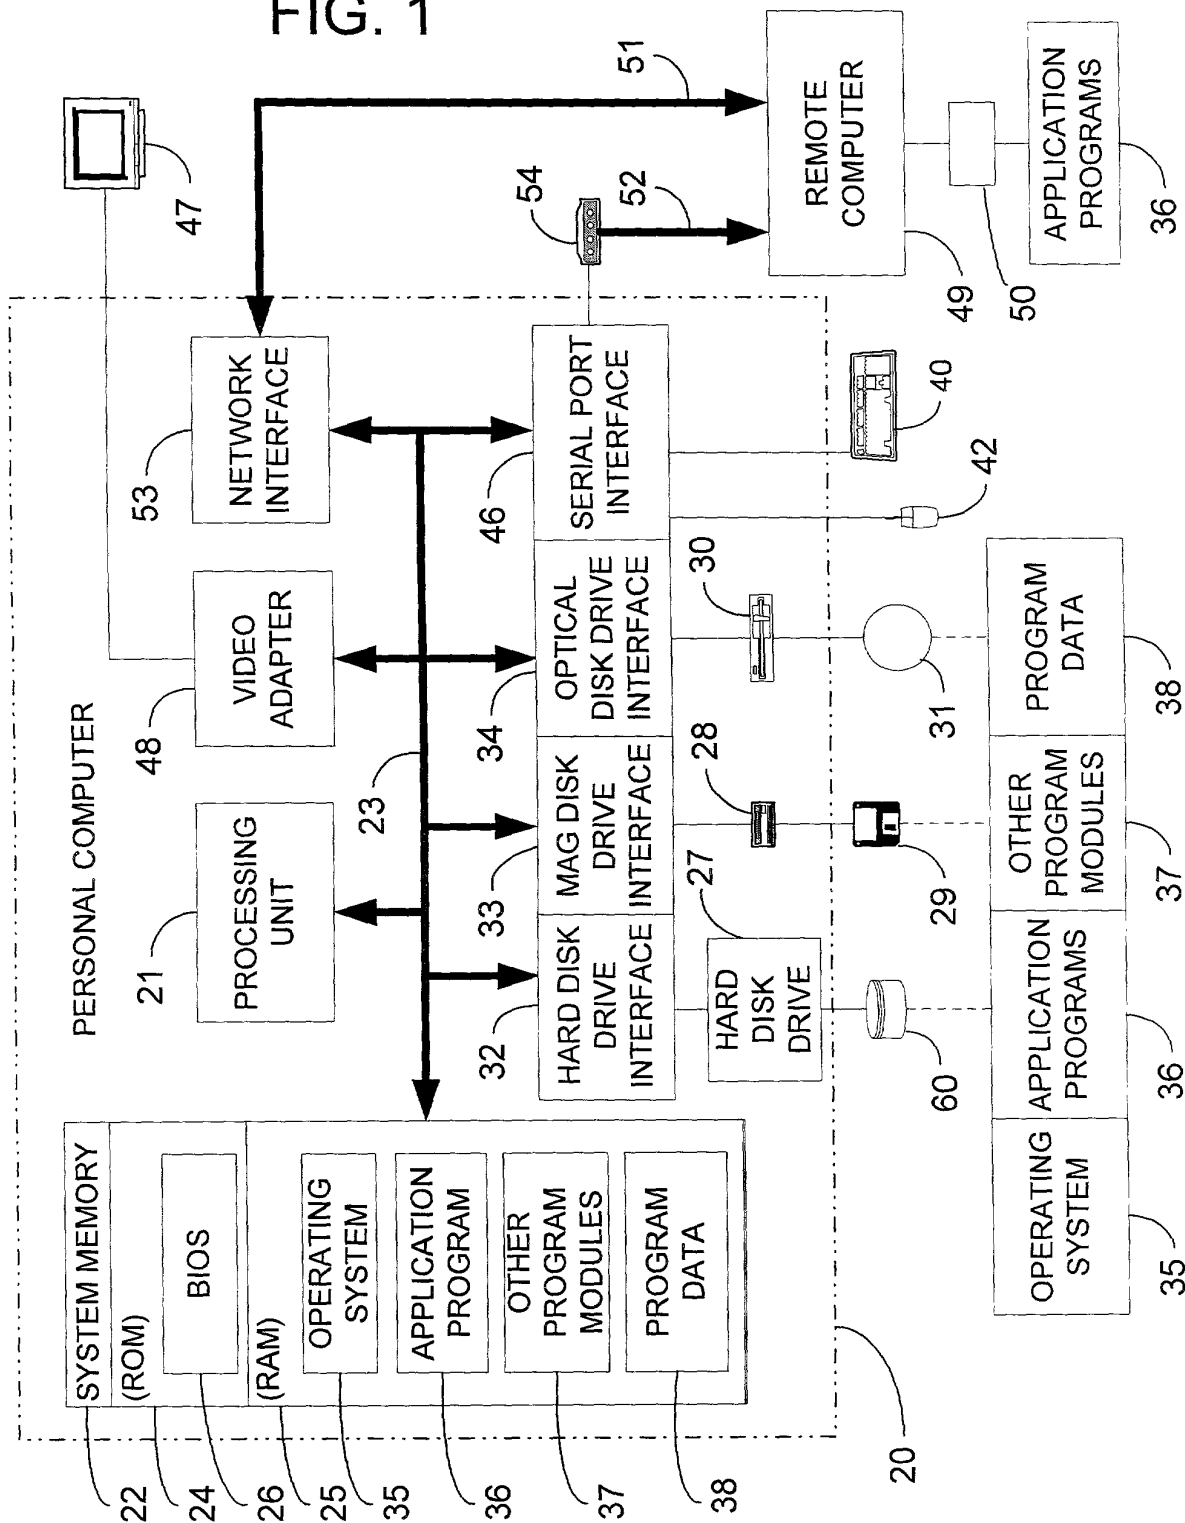 FIG. 1
PERSONAL COMPUTER
22
SYSTEM MEMORY
24
(ROM)
26
BIOS
25
(RAM)
35
OPERATING
SYSTEM
36
APPLICATION
PROGRAM
37
OTHER
PROGRAM
MODULES
38
PROGRAM
DATA
21
PROCESSING
UNIT
48
VIDEO
ADAPTER
53
NETWORK
INTERFACE
47
23
32
HARD DISK
DRIVE
INTERFACE
33
MAG DISK
DRIVE
INTERFACE
34
OPTICAL
DISK DRIVE
INTERFACE
46
SERIAL PORT
INTERFACE
54
52
51
27
HARD
DISK
DRIVE
28
30
60
29
31
42
40
REMOTE
COMPUTER
49
50
APPLICATION
PROGRAMS
36
20
OPERATING
SYSTEM
35
APPLICATION
PROGRAMS
36
OTHER
PROGRAM
MODULES
37
PROGRAM
DATA
38